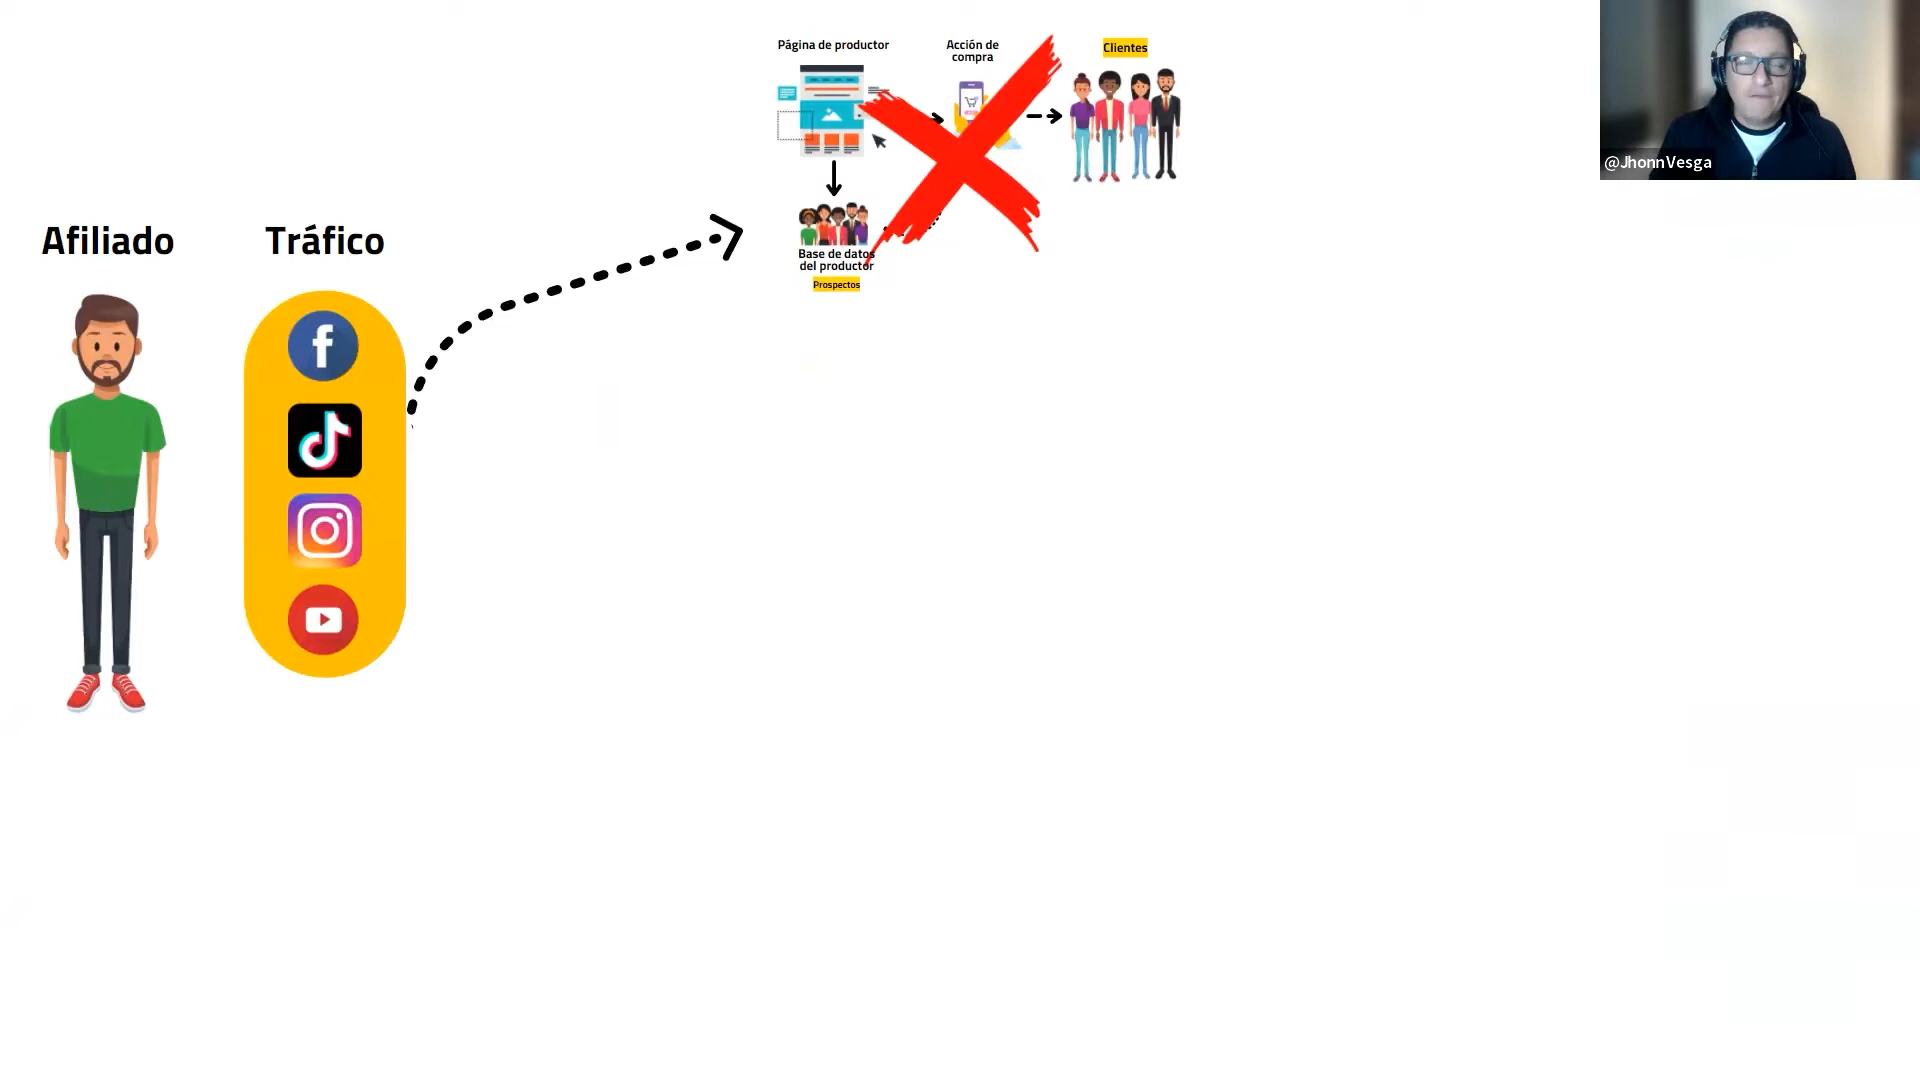 Página de productor
Acción de
compra
Clientes
@JhonnVesga
Afiliado
Tráfico
Base de datos
del productor
Prospectos